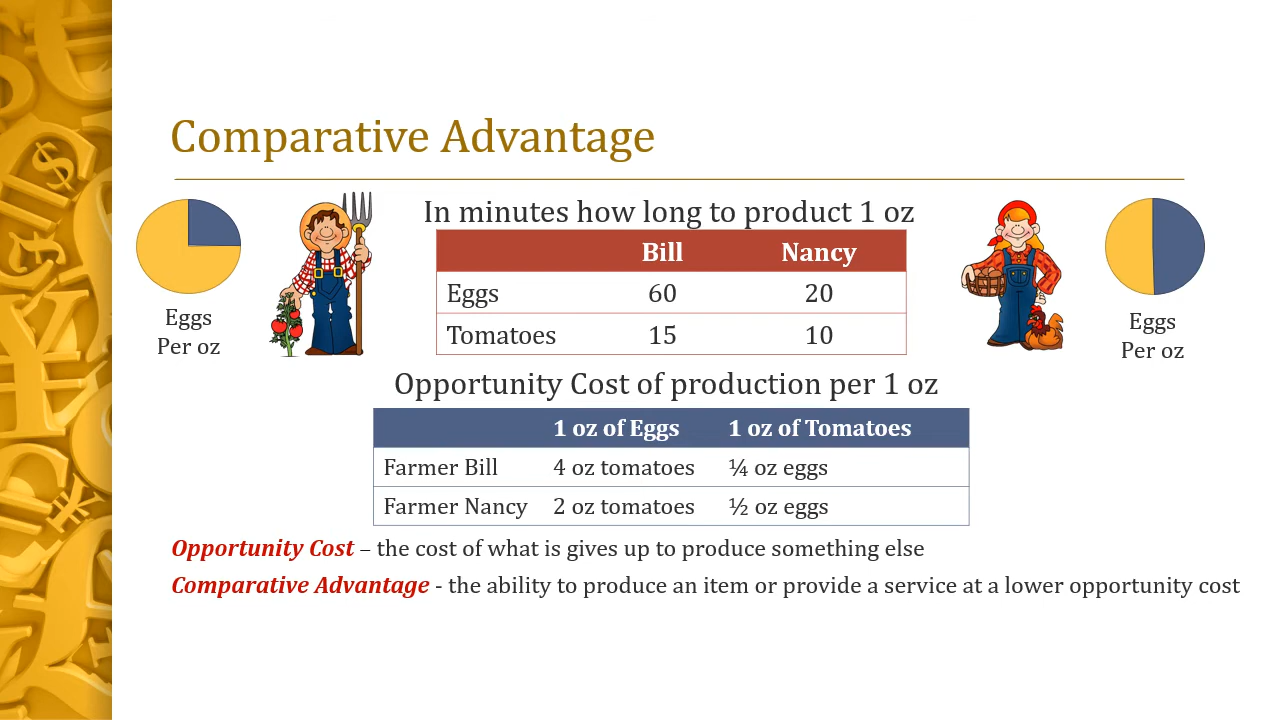 Comparative Advantage
In minutes how long to product 1 oz
Bill Nancy
Eggs 60 20
Tomatoes 15 10
Eggs
Per oz
Eggs
Per oz
Opportunity Cost of production per 1 oz
1 oz of Eggs 1 oz of Tomatoes
Farmer Bill 4 oz tomatoes ¼ oz eggs
Farmer Nancy 2 oz tomatoes ½ oz eggs
Opportunity Cost – the cost of what is gives up to produce something else
Comparative Advantage - the ability to produce an item or provide a service at a lower opportunity cost